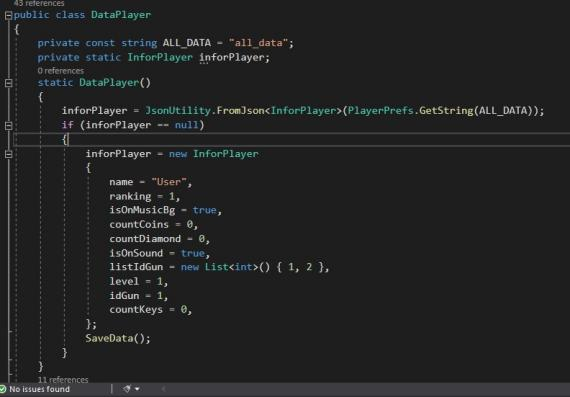 43 references
public class DataPlayer
{
private const string ALL_DATA = "all_data";
private static InforPlayer inforPlayer;
0 references
static DataPlayer()
{
inforPlayer = JsonUtility.FromJson<InforPlayer>(PlayerPrefs.GetString(ALL_DATA));
if (inforPlayer == null)
{
inforPlayer = new InforPlayer
{
name = "User",
ranking = 1,
isOnMusicBg = true,
countCoins = 0,
countDiamond = 0,
isOnSound = true,
listIdGun = new List<int>() { 1, 2 },
level = 1,
idGun = 1,
countKeys = 0,
};
SaveData();
}
}
11 references
No issues found